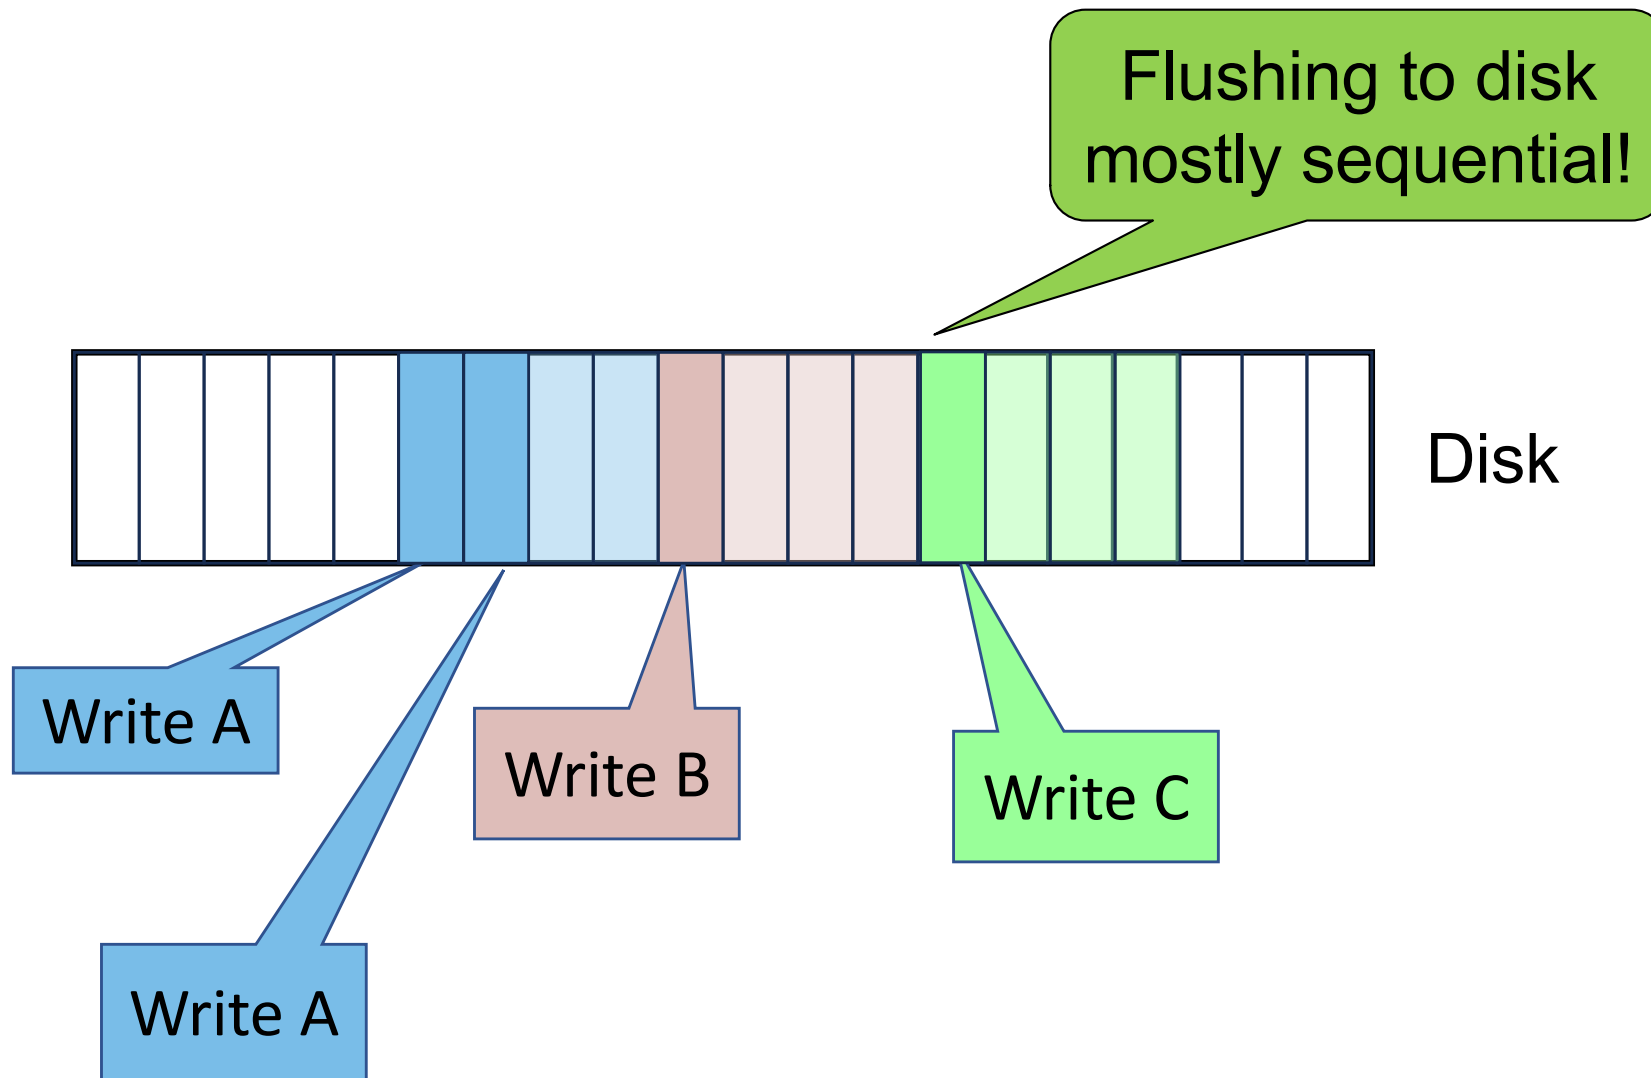 Flushing to disk
mostly sequential!
Disk
Write A
Write B
Write C
Write A